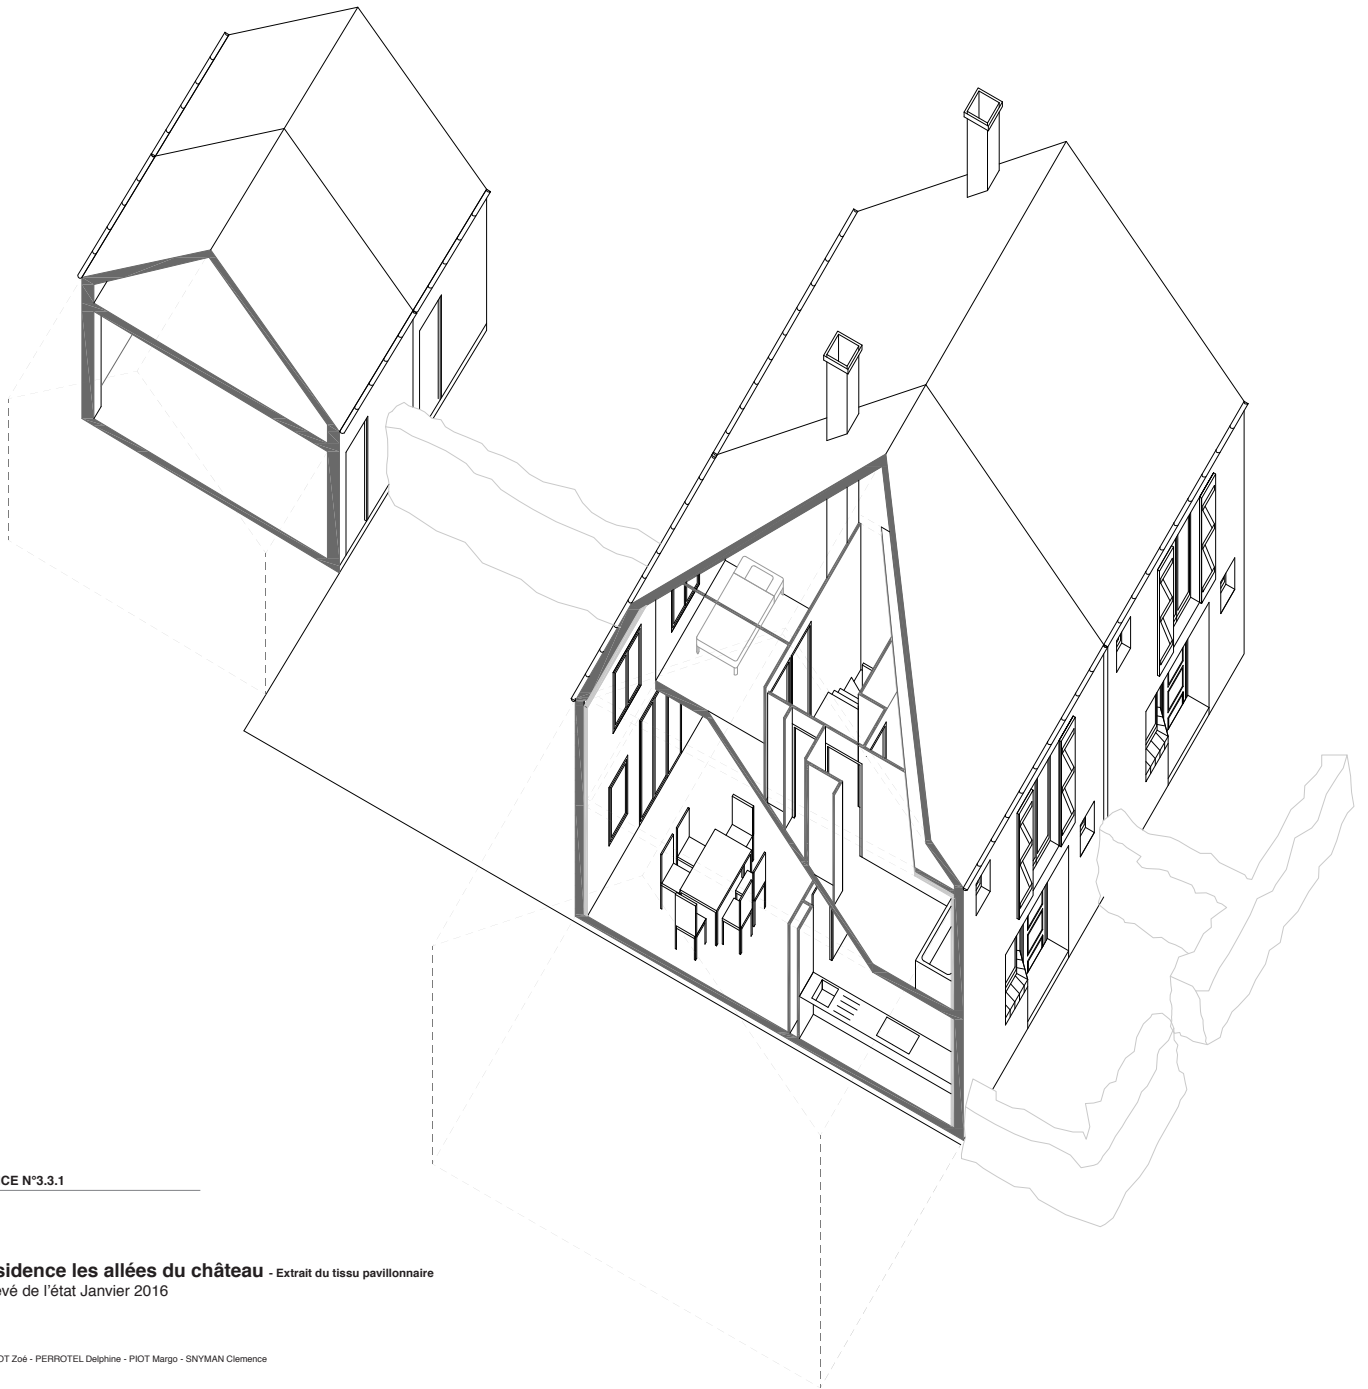 CE N°3.3.1
sidence les allées du château - Extrait du tissu pavillonnaire
evé de l'état Janvier 2016
OT Zoé - PERROTEL Delphine - PIOT Margo - SNYMAN Clemence